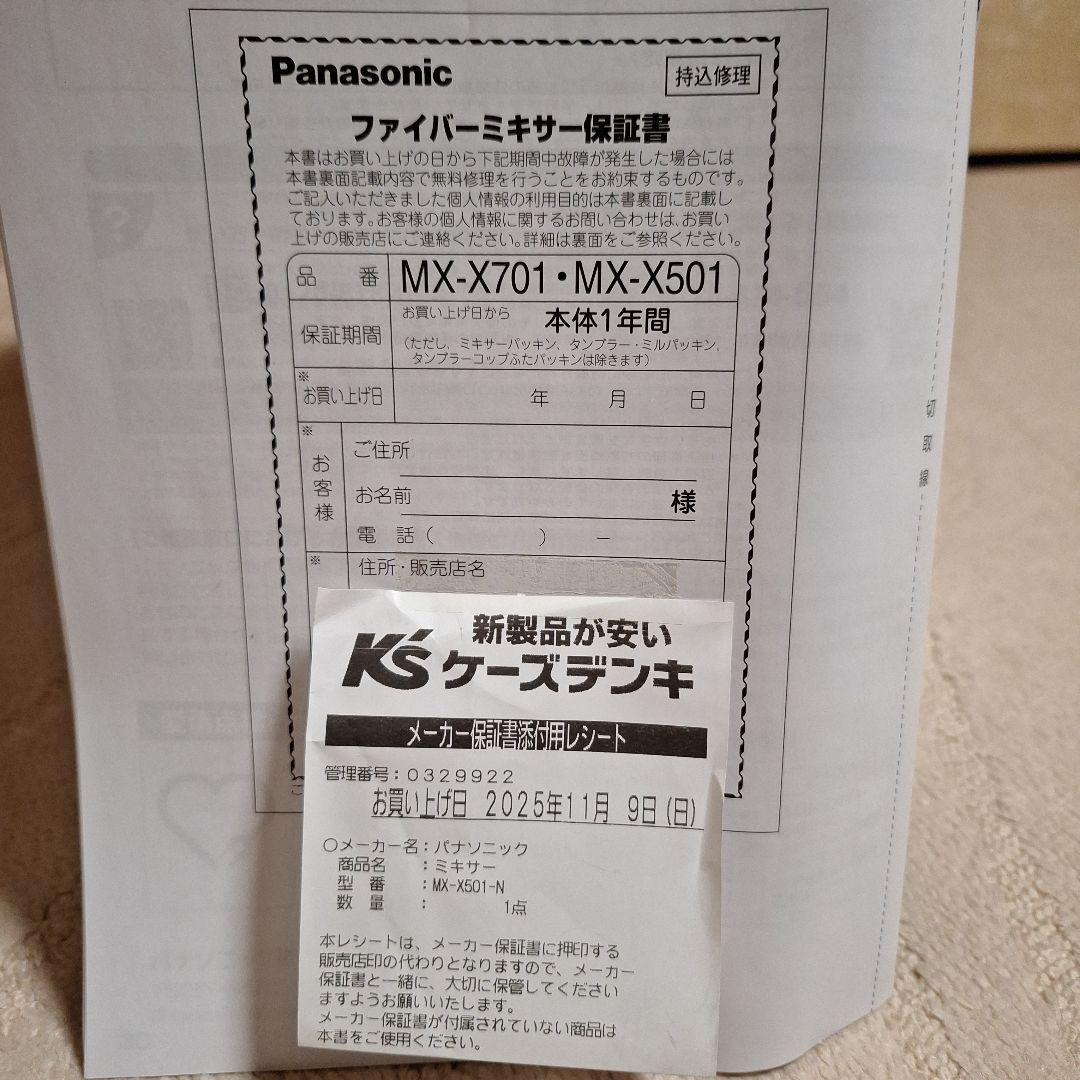 Panasonic
持込修理
ファイバーミキサー保証書
本書はお買い上げの日から下記期間中故障が発生した場合には
本書裏面記載内容で無料修理を行うことをお約束するものです。
ご記入いただきました個人情報の利用目的は本書裏面に記載し
ております。お客様の個人情報に関するお問い合わせは、お買い
上げの販売店にご連絡ください。詳細は裏面をご参照ください。
品 番 MX-X701・MX-X501
保証期間 お買い上げ日から 本体1年間
(ただし、ミキサーパッキン、タンブラー・ミルパッキン、
タンブラーコップふたパッキンは除きます)
※お買い上げ日 年 月 日
※お客様
ご住所
お名前 様
電 話( ) ー
※
住所・販売店名
切取線
新製品が安い
K'S ケーズデンキ
メーカー保証書添付用レシート
管理番号:0329922
お買い上げ日 2025年11月 9日(日)
○メーカー名:パナソニック
商品名 :ミキサー
型 番 :MX-X501-N
数 量 : 1点
本レシートは、メーカー保証書に押印する
販売店印の代わりとなりますので、メーカー
保証書と一緒に、大切に保管してください
ますようお願いいたします。
メーカー保証書が付属されていない商品は
本書をご使用ください。